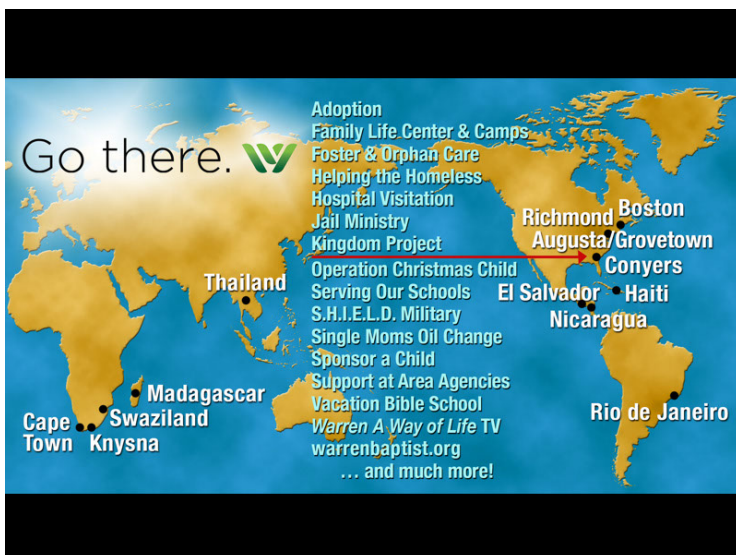 Go there.
Adoption
Family Life Center & Camps
Foster & Orphan Care
Helping the Homeless
Hospital Visitation
Jail Ministry
Kingdom Project
Operation Christmas Child
Serving Our Schools
S.H.I.E.L.D. Military
Single Moms Oil Change
Sponsor a Child
Support at Area Agencies
Vacation Bible School
Warren A Way of Life TV
warrenbaptist.org
… and much more!
Thailand
Madagascar
Swaziland
Cape
Town
Knysna
Boston
Richmond
Augusta/Grovetown
Conyers
El Salvador
Haiti
Nicaragua
Rio de Janeiro